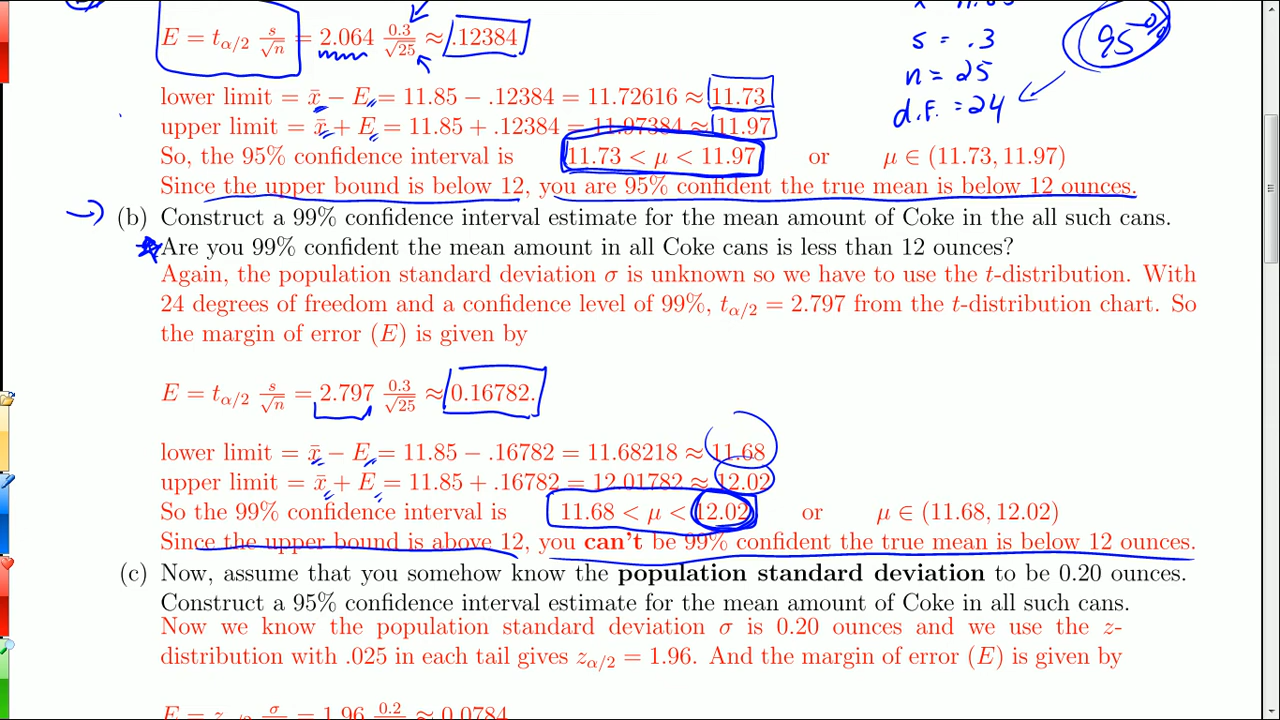 E = t_{α/2} s/√n = 2.064 0.3/√25 ≈ .12384
s = .3
n = 25
d.f. = 24
95%
lower limit = x̄ − E = 11.85 − .12384 = 11.72616 ≈ 11.73
upper limit = x̄ + E = 11.85 + .12384 = 11.97384 ≈ 11.97
So, the 95% confidence interval is 11.73 < μ < 11.97 or μ ∈ (11.73, 11.97)
Since the upper bound is below 12, you are 95% confident the true mean is below 12 ounces.
(b) Construct a 99% confidence interval estimate for the mean amount of Coke in the all such cans.
Are you 99% confident the mean amount in all Coke cans is less than 12 ounces?
Again, the population standard deviation σ is unknown so we have to use the t-distribution. With
24 degrees of freedom and a confidence level of 99%, t_{α/2} = 2.797 from the t-distribution chart. So
the margin of error (E) is given by
E = t_{α/2} s/√n = 2.797 0.3/√25 ≈ 0.16782.
lower limit = x̄ − E = 11.85 − .16782 = 11.68218 ≈ 11.68
upper limit = x̄ + E = 11.85 + .16782 = 12.01782 ≈ 12.02
So the 99% confidence interval is 11.68 < μ < 12.02 or μ ∈ (11.68, 12.02)
Since the upper bound is above 12, you can't be 99% confident the true mean is below 12 ounces.
(c) Now, assume that you somehow know the population standard deviation to be 0.20 ounces.
Construct a 95% confidence interval estimate for the mean amount of Coke in all such cans.
Now we know the population standard deviation σ is 0.20 ounces and we use the z-
distribution with .025 in each tail gives z_{α/2} = 1.96. And the margin of error (E) is given by
E = z_{α/2} σ = 1.96 0.2 ≈ 0.0784